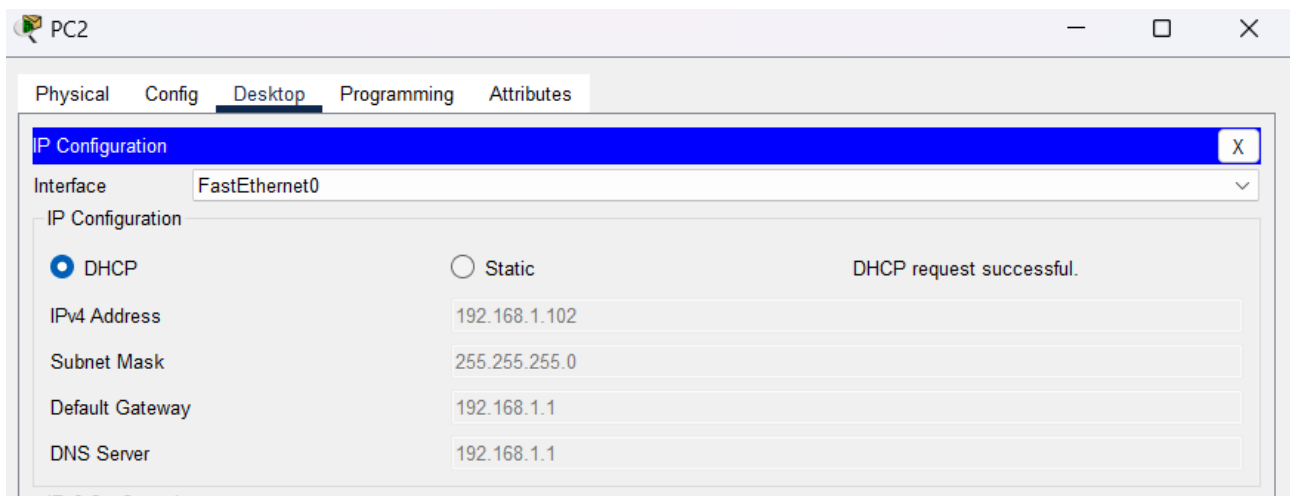 PC2
Physical Config Desktop Programming Attributes
IP Configuration X
Interface FastEthernet0
IP Configuration
DHCP Static DHCP request successful.
IPv4 Address 192.168.1.102
Subnet Mask 255.255.255.0
Default Gateway 192.168.1.1
DNS Server 192.168.1.1